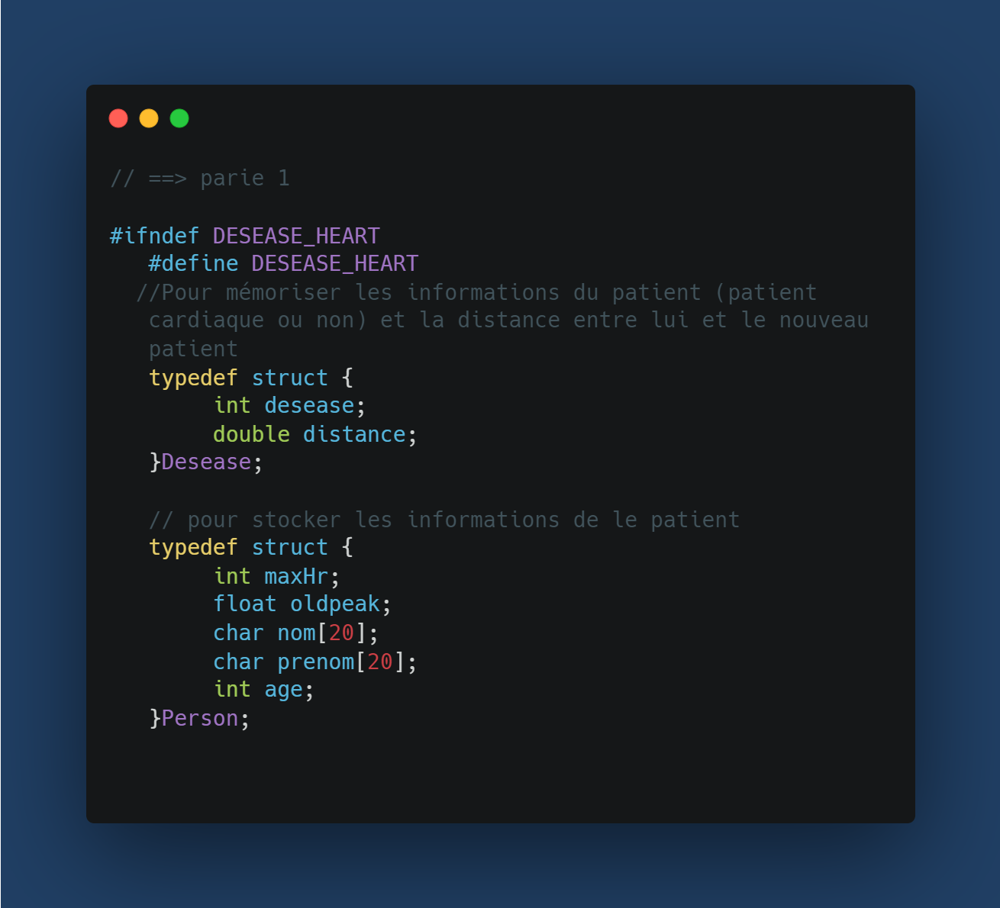 // ==> parie 1
#ifndef DESEASE_HEART
#define DESEASE_HEART
//Pour mémoriser les informations du patient (patient
cardiaque ou non) et la distance entre lui et le nouveau
patient
typedef struct {
int desease;
double distance;
}Desease;
// pour stocker les informations de le patient
typedef struct {
int maxHr;
float oldpeak;
char nom[20];
char prenom[20];
int age;
}Person;